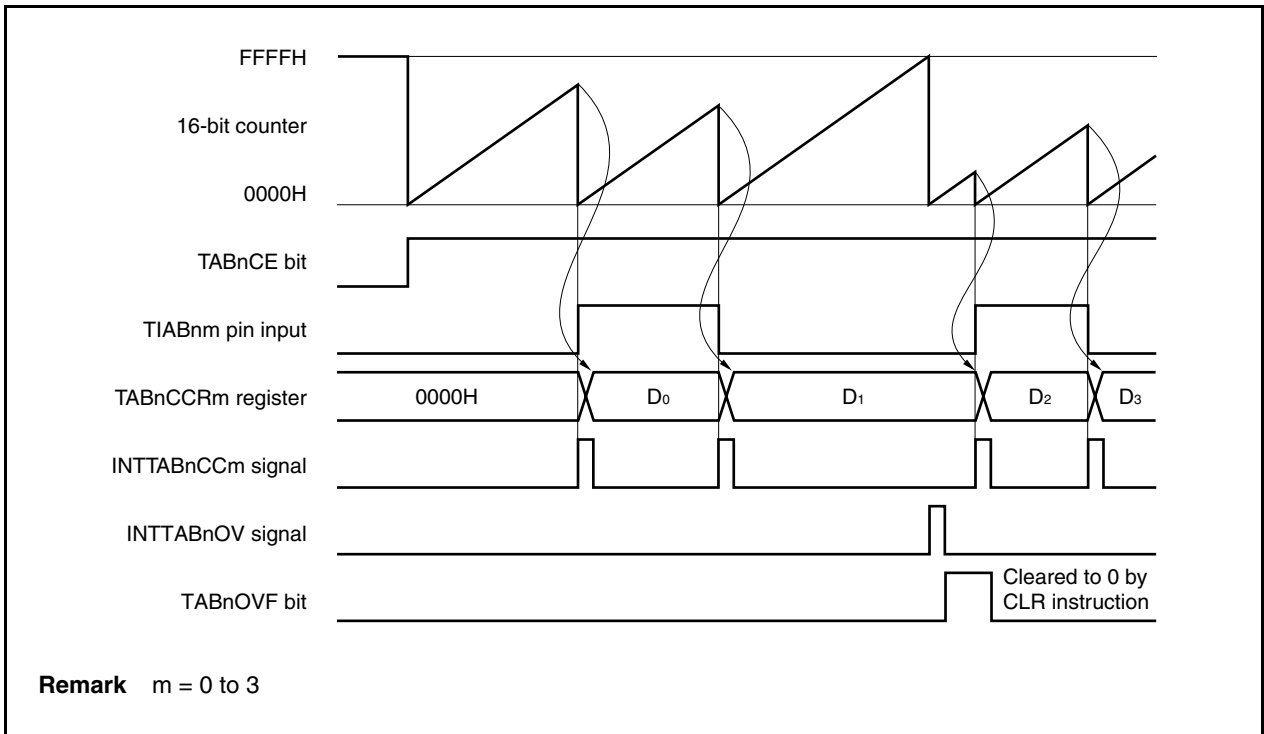 FFFFH
16-bit counter
0000H
TABnCE bit
TIABnm pin input
TABnCCRm register
0000H
D0
D1
D2
D3
INTTABnCCm signal
INTTABnOV signal
TABnOVF bit
Cleared to 0 by
CLR instruction
Remark m = 0 to 3